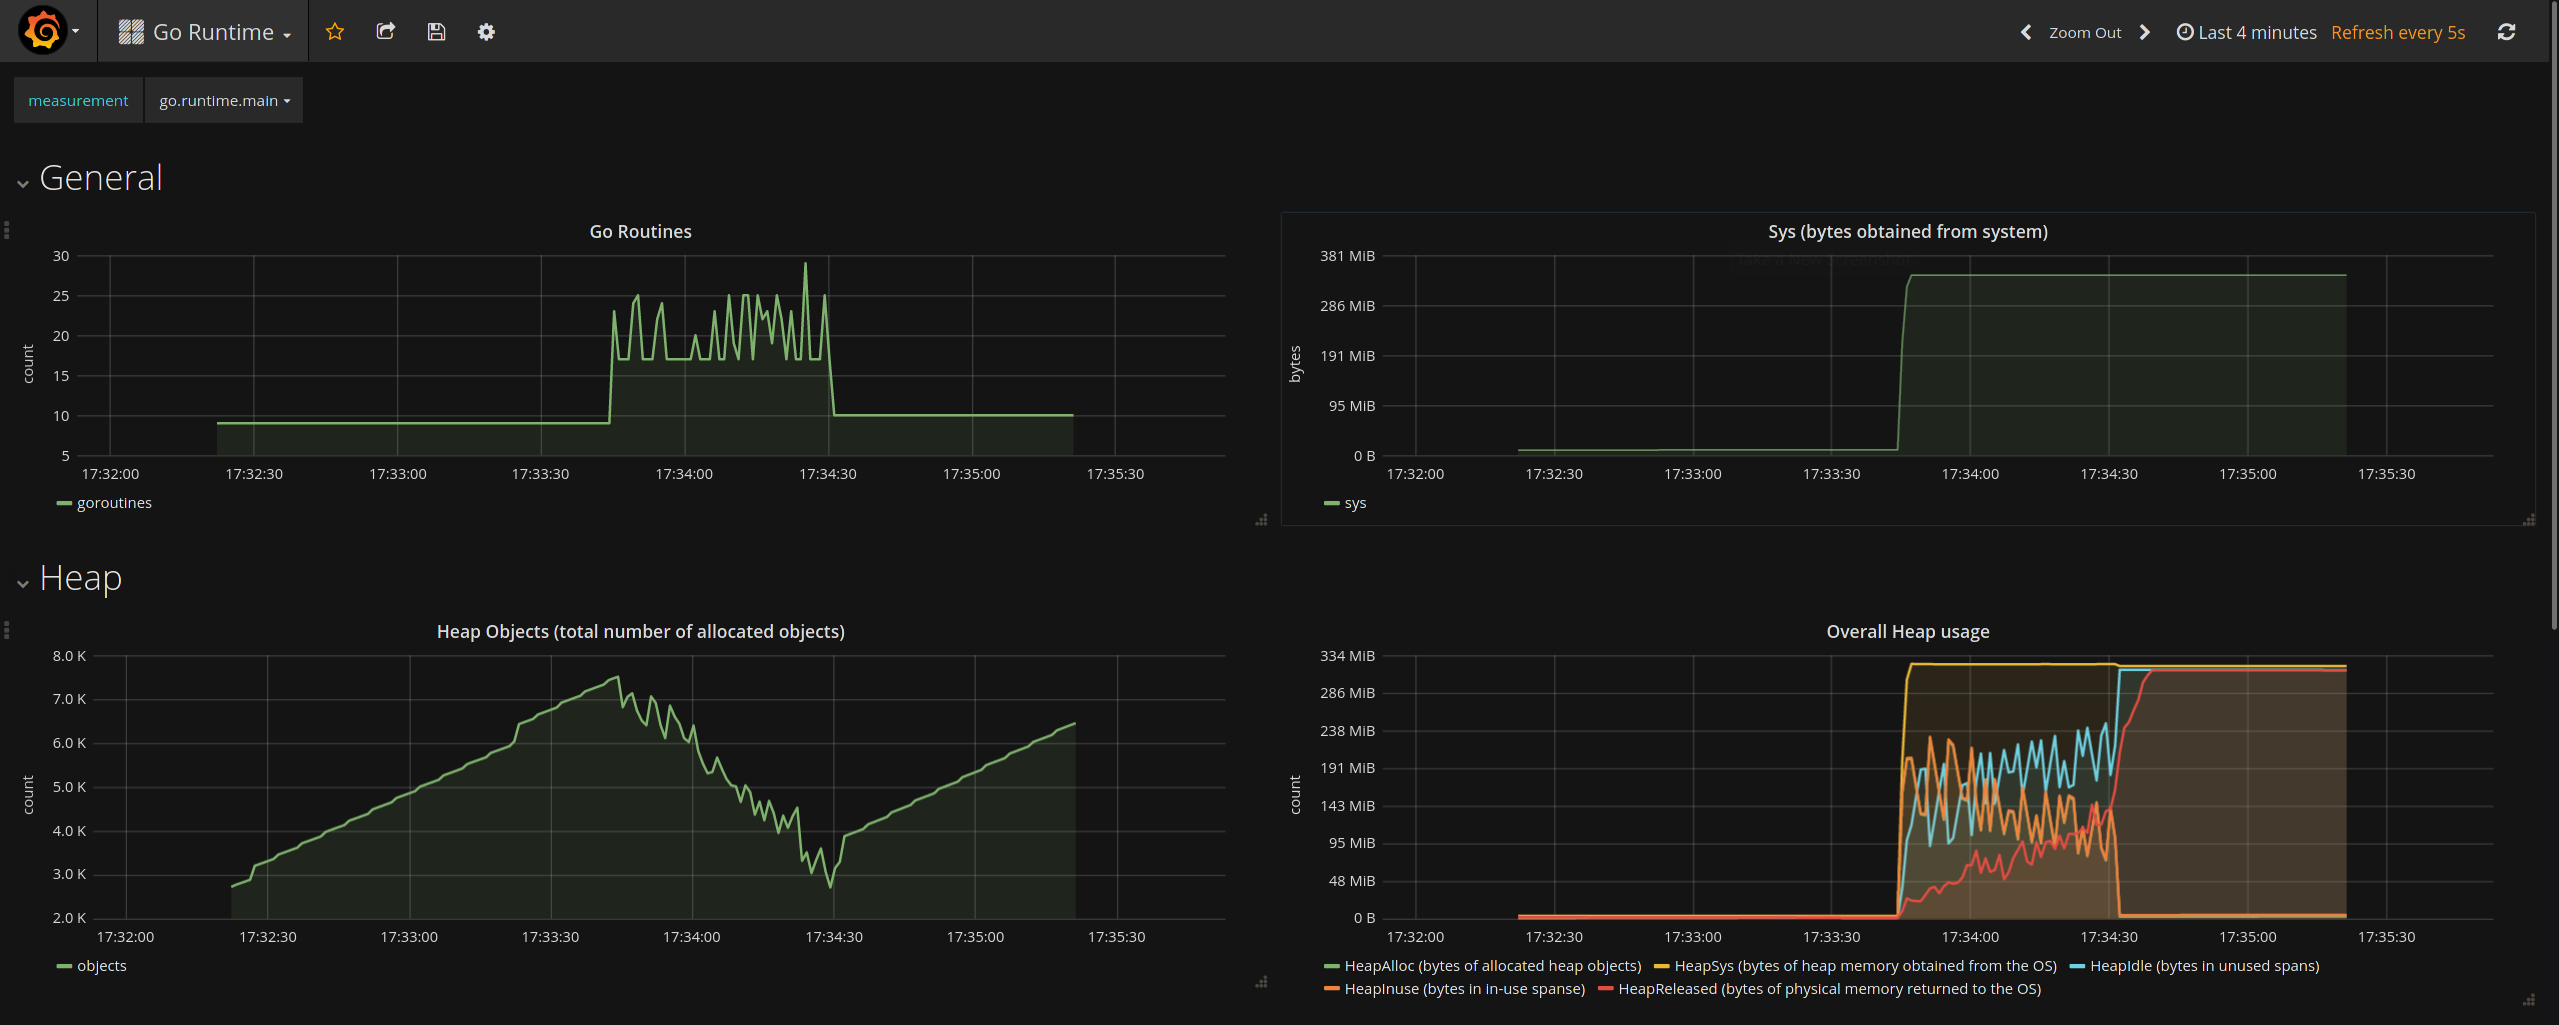 Go Runtime
Zoom Out
Last 4 minutes Refresh every 5s
measurement go.runtime.main
General
Go Routines
30
25
20
15
10
5
count
17:32:00 17:32:30 17:33:00 17:33:30 17:34:00 17:34:30 17:35:00 17:35:30
goroutines
Sys (bytes obtained from system)
381 MiB
286 MiB
191 MiB
95 MiB
0 B
bytes
17:32:00 17:32:30 17:33:00 17:33:30 17:34:00 17:34:30 17:35:00 17:35:30
sys
Heap
Heap Objects (total number of allocated objects)
8.0 K
7.0 K
6.0 K
5.0 K
4.0 K
3.0 K
2.0 K
count
17:32:00 17:32:30 17:33:00 17:33:30 17:34:00 17:34:30 17:35:00 17:35:30
objects
Overall Heap usage
334 MiB
286 MiB
238 MiB
191 MiB
143 MiB
95 MiB
48 MiB
0 B
count
17:32:00 17:32:30 17:33:00 17:33:30 17:34:00 17:34:30 17:35:00 17:35:30
HeapAlloc (bytes of allocated heap objects) HeapSys (bytes of heap memory obtained from the OS) HeapIdle (bytes in unused spans)
HeapInuse (bytes in in-use spanse) HeapReleased (bytes of physical memory returned to the OS)